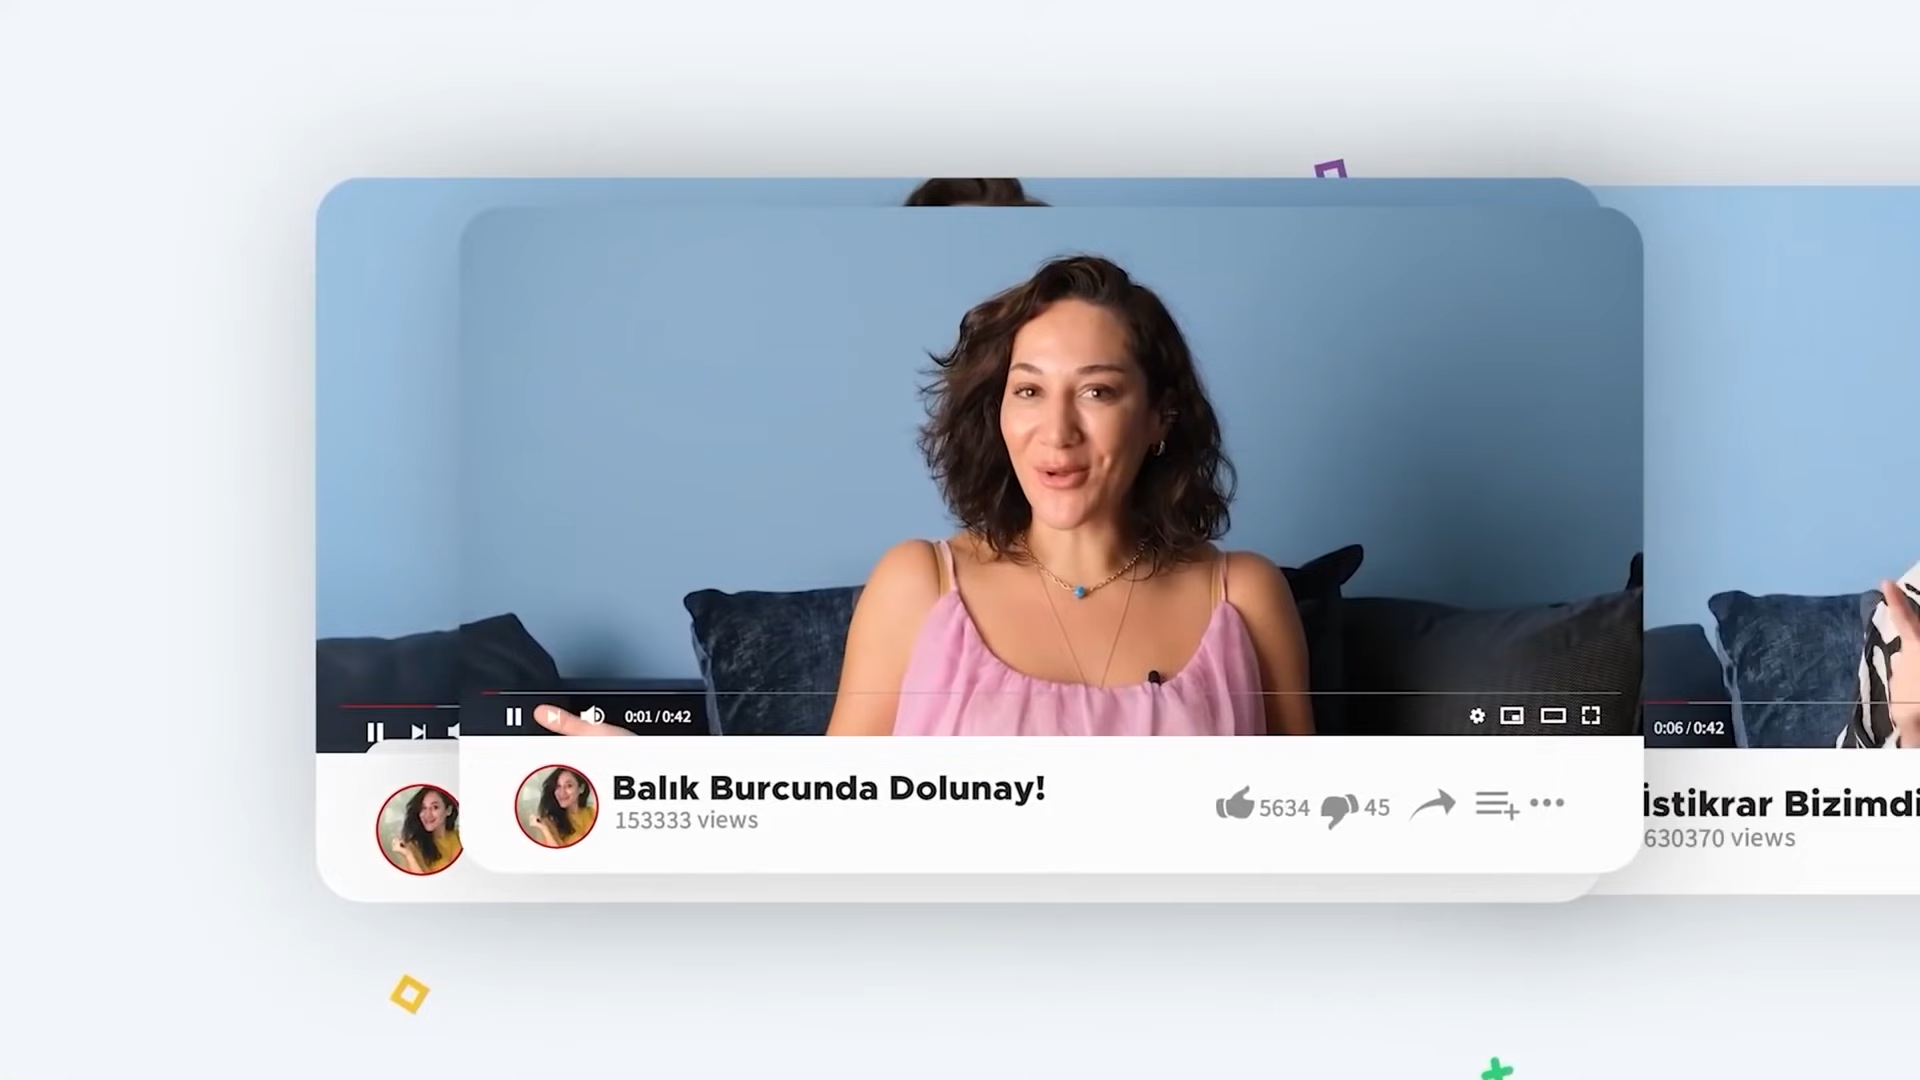 0:01 / 0:42
Balık Burcunda Dolunay!
153333 views
5634
45
0:06 / 0:42
İstikrar Bizimdi
630370 views